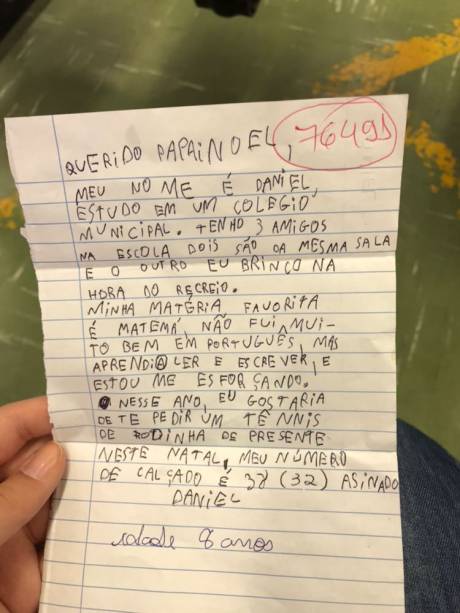 QUERIDO PAPAI NOEL,
76491
MEU NOME É DANIEL,
ESTUDO EM UM COLEGIO
MUNICIPAL. TENHO 3 AMIGOS
NA ESCOLA DOIS SÃO DA MESMA SALA
E O OUTRO EU BRINCO NA
HORA DO RECREIO.
MINHA MATÉRIA FAVORITA
É MATEMÁ, NÃO FUI MUI-
TO BEM EM PORTUGUÊS, MAS
APRENDI A LER E ESCREVER, E
ESTOU ME ESFORÇANDO.
NESSE ANO, EU GOSTARIA
DE TE PEDIR UM TÊNNIS
DE RODINHA DE PRESENTE
NESTE NATAL, MEU NÚMERO
DE CALÇADO É 32 (32) ASINADO
DANIEL
idade 8 anos